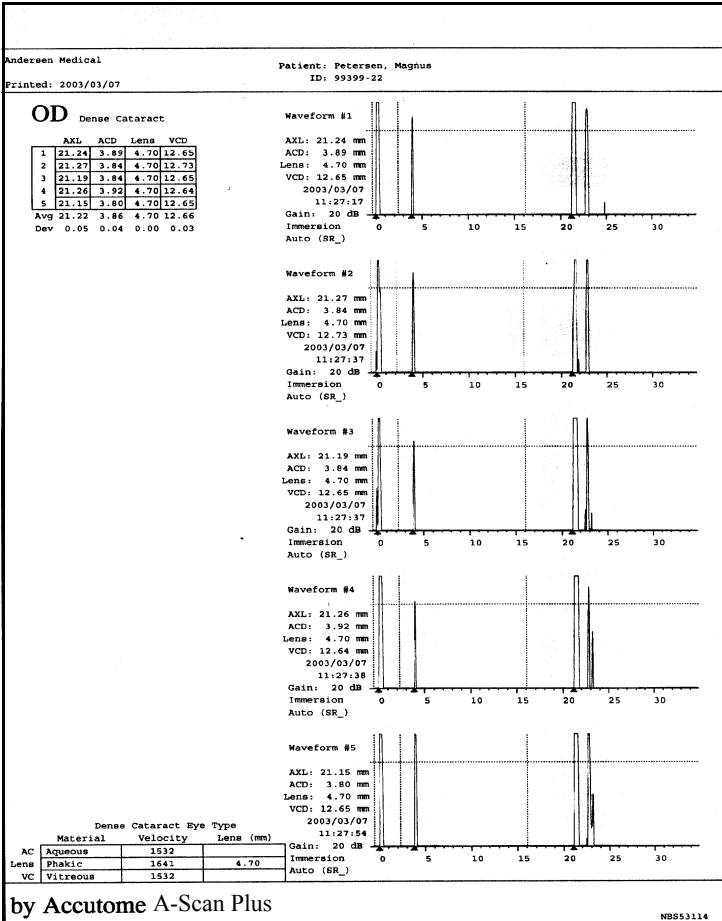 Andersen Medical
Printed: 2003/03/07
Patient: Petersen, Magnus
ID: 99399-22
OD Dense Cataract
AXL ACD Lens VCD
1 21.24 3.89 4.70 12.65
2 21.27 3.84 4.70 12.73
3 21.19 3.84 4.70 12.65
4 21.26 3.92 4.70 12.64
5 21.15 3.80 4.70 12.65
Avg 21.22 3.86 4.70 12.66
Dev 0.05 0.04 0.00 0.03
Waveform #1
AXL: 21.24 mm
ACD: 3.89 mm
Lens: 4.70 mm
VCD: 12.65 mm
2003/03/07
11:27:17
Gain: 20 dB
Immersion
Auto (SR_)
0 5 10 15 20 25 30
Waveform #2
AXL: 21.27 mm
ACD: 3.84 mm
Lens: 4.70 mm
VCD: 12.73 mm
2003/03/07
11:27:37
Gain: 20 dB
Immersion
Auto (SR_)
0 5 10 15 20 25 30
Waveform #3
AXL: 21.19 mm
ACD: 3.84 mm
Lens: 4.70 mm
VCD: 12.65 mm
2003/03/07
11:27:37
Gain: 20 dB
Immersion
Auto (SR_)
0 5 10 15 20 25 30
Waveform #4
AXL: 21.26 mm
ACD: 3.92 mm
Lens: 4.70 mm
VCD: 12.64 mm
2003/03/07
11:27:38
Gain: 20 dB
Immersion
Auto (SR_)
0 5 10 15 20 25 30
Waveform #5
AXL: 21.15 mm
ACD: 3.80 mm
Lens: 4.70 mm
VCD: 12.65 mm
2003/03/07
11:27:54
Gain: 20 dB
Immersion
Auto (SR_)
0 5 10 15 20 25 30
Dense Cataract Eye Type
Material Velocity Lens (mm)
AC Aqueous 1532
Lens Phakic 1641 4.70
VC Vitreous 1532
by Accutome A-Scan Plus
NBS53114